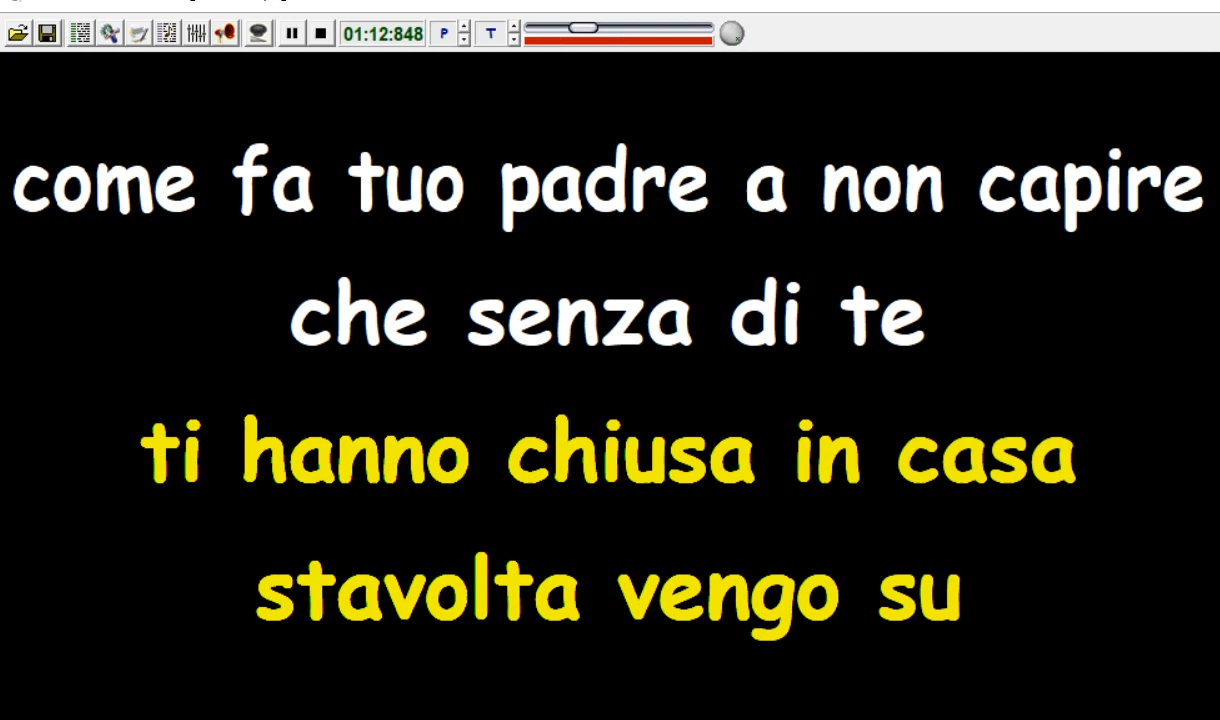 01:12:848 P T
come fa tuo padre a non capire
che senza di te
ti hanno chiusa in casa
stavolta vengo su